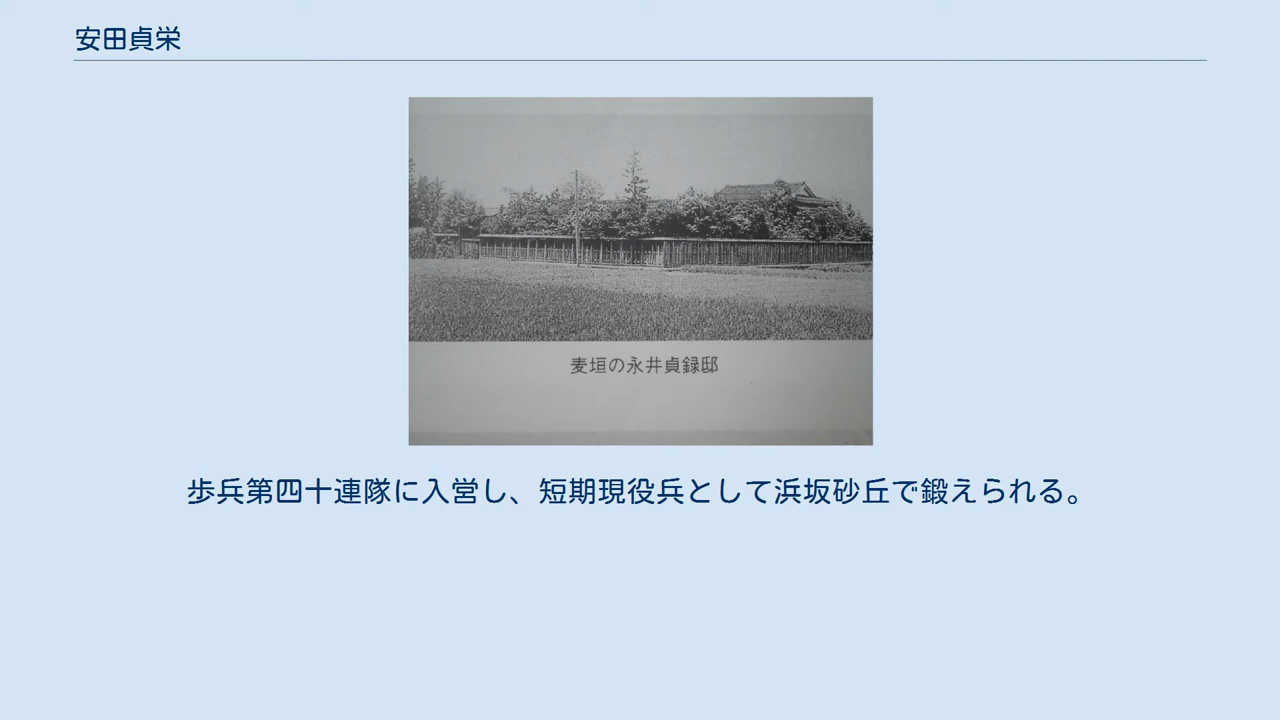 安田貞栄
麦垣の永井貞録邸
歩兵第四十連隊に入営し、短期現役兵として浜坂砂丘で鍛えられる。